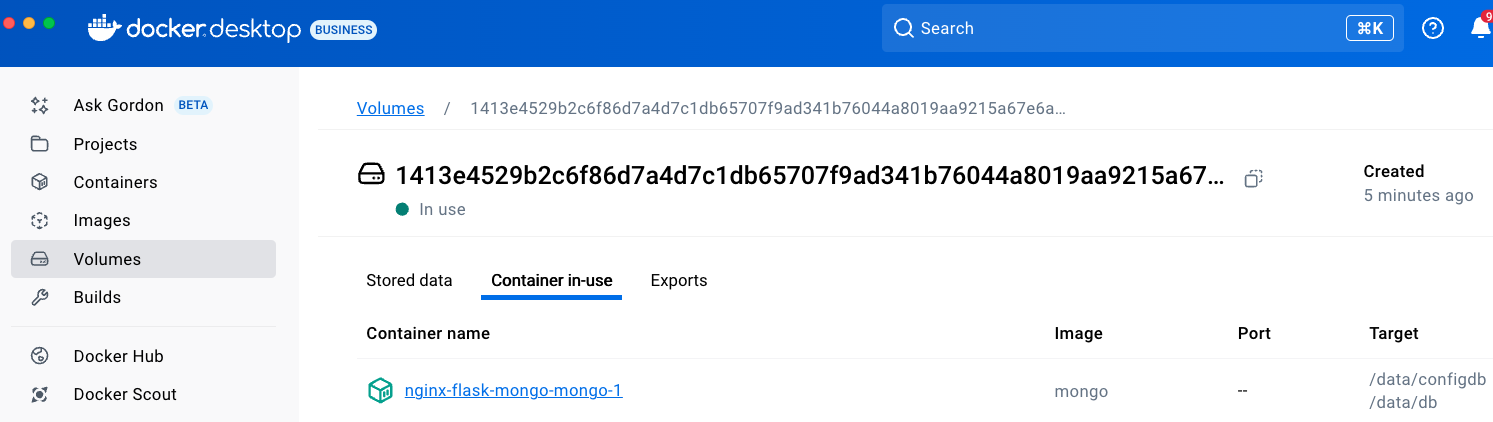 docker desktop BUSINESS
Search
⌘K
9
Ask Gordon BETA
Projects
Containers
Images
Volumes
Builds
Docker Hub
Docker Scout
Volumes / 1413e4529b2c6f86d7a4d7c1db65707f9ad341b76044a8019aa9215a67e6a…
1413e4529b2c6f86d7a4d7c1db65707f9ad341b76044a8019aa9215a67…
In use
Created
5 minutes ago
Stored data Container in-use Exports
Container name Image Port Target
nginx-flask-mongo-mongo-1 mongo -- /data/configdb
/data/db